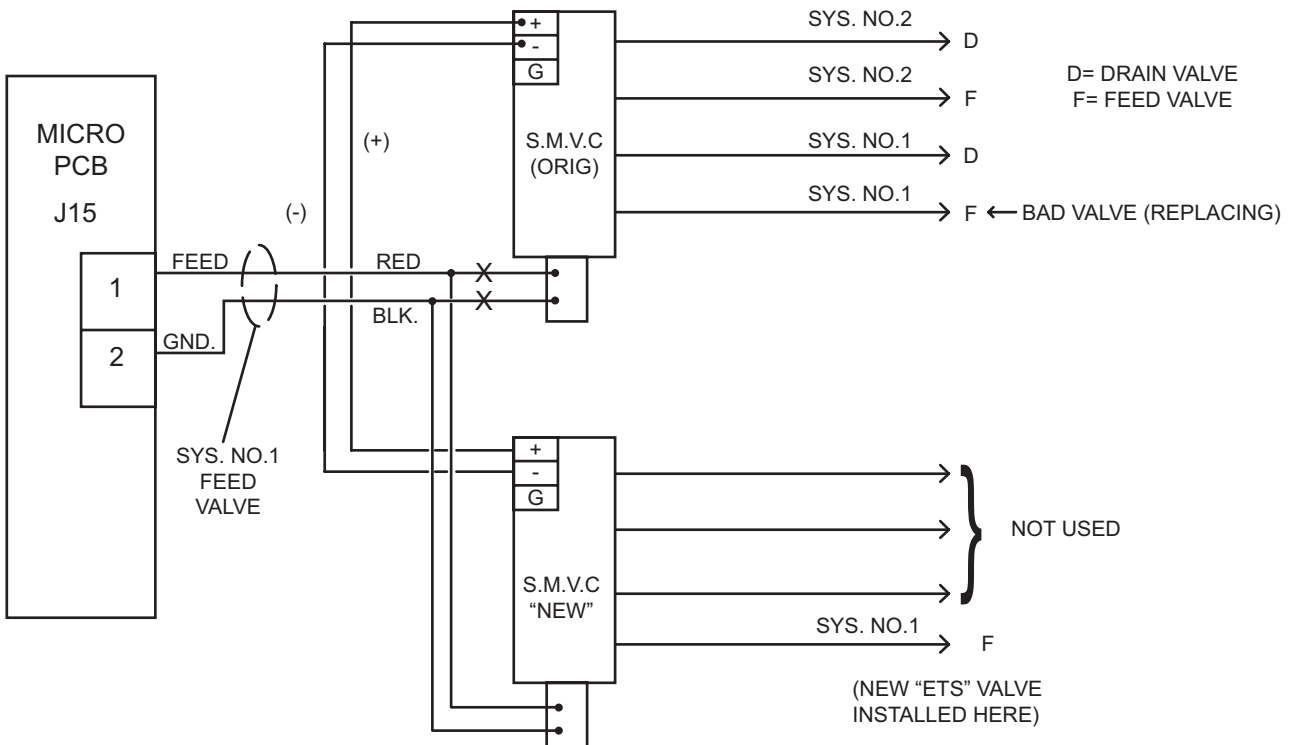 SYS. NO.2
+
-
G
D
D= DRAIN VALVE
F= FEED VALVE
SYS. NO.2
F
MICRO
PCB
J15
(+)
S.M.V.C
(ORIG)
SYS. NO.1
D
SYS. NO.1
F
BAD VALVE (REPLACING)
(-)
FEED
RED
X
1
X
BLK.
GND.
2
SYS. NO.1
FEED
VALVE
+
-
G
NOT USED
S.M.V.C
“NEW”
SYS. NO.1
F
(NEW “ETS” VALVE
INSTALLED HERE)